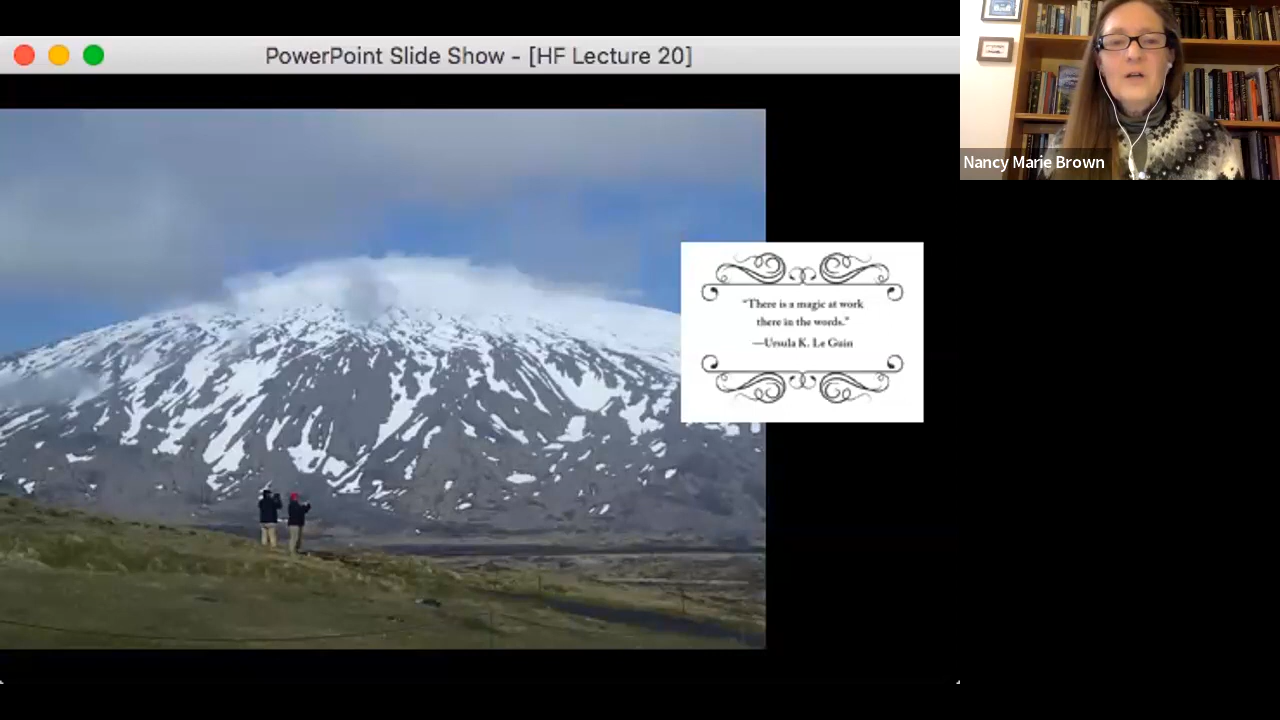 PowerPoint Slide Show - [HF Lecture 20]
Nancy Marie Brown
"There is a magic at work
there in the words."
—Ursula K. Le Guin